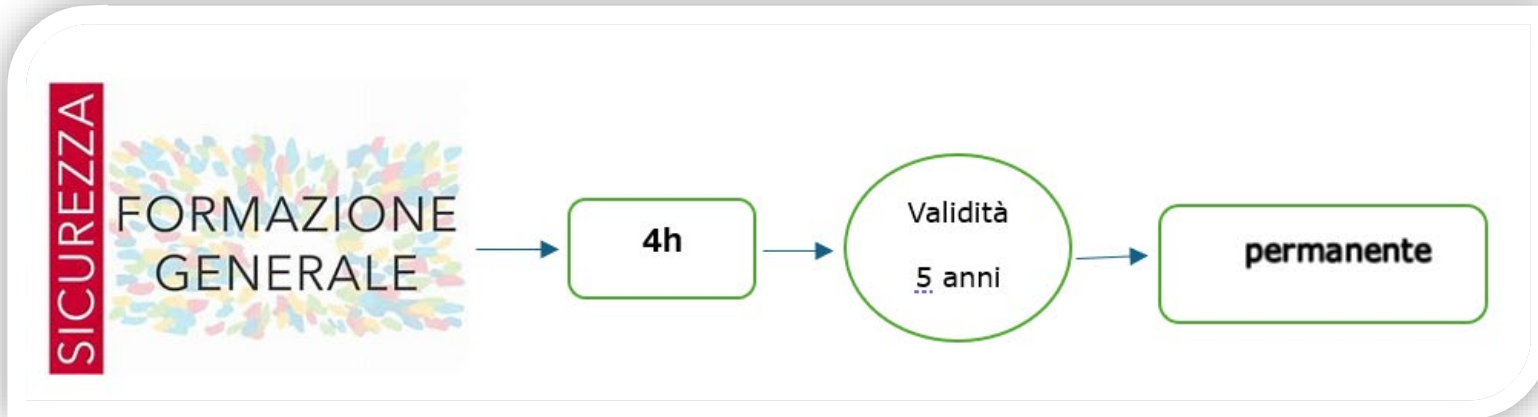 SICUREZZA
FORMAZIONE
GENERALE
4h
Validità
5 anni
permanente